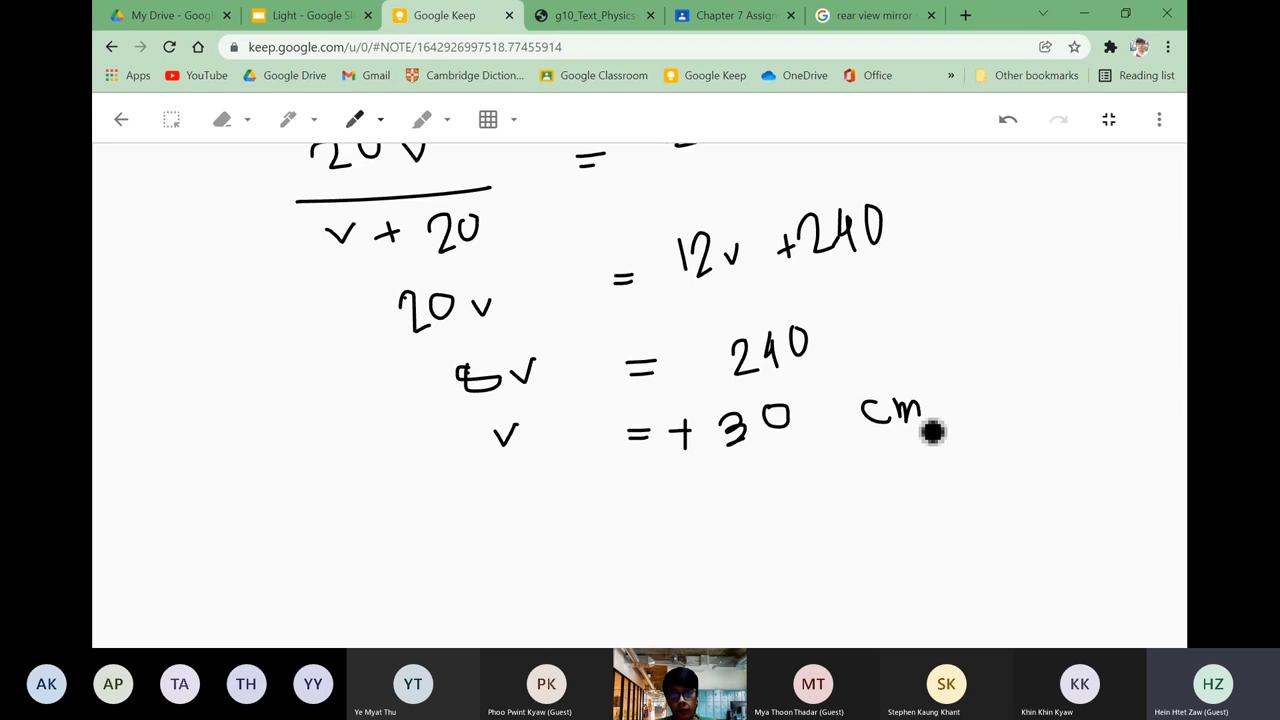 My Drive - Googl
Light - Google Sli
Google Keep
g10_Text_Physics
Chapter 7 Assign
rear view mirror
keep.google.com/u/0/#NOTE/1642926997518.77455914
Apps
YouTube
Google Drive
Gmail
Cambridge Diction...
Google Classroom
Google Keep
OneDrive
Office
»
Other bookmarks
Reading list
20 v =
v + 20
20 v = 12v + 240
8v = 240
v = + 30 cm
AK
AP
TA
TH
YY
YT
PK
MT
SK
KK
HZ
Ye Myat Thu
Phoo Pwint Kyaw (Guest)
Mya Thoon Thadar (Guest)
Stephen Kaung Khant
Khin Khin Kyaw
Hein Htet Zaw (Guest)